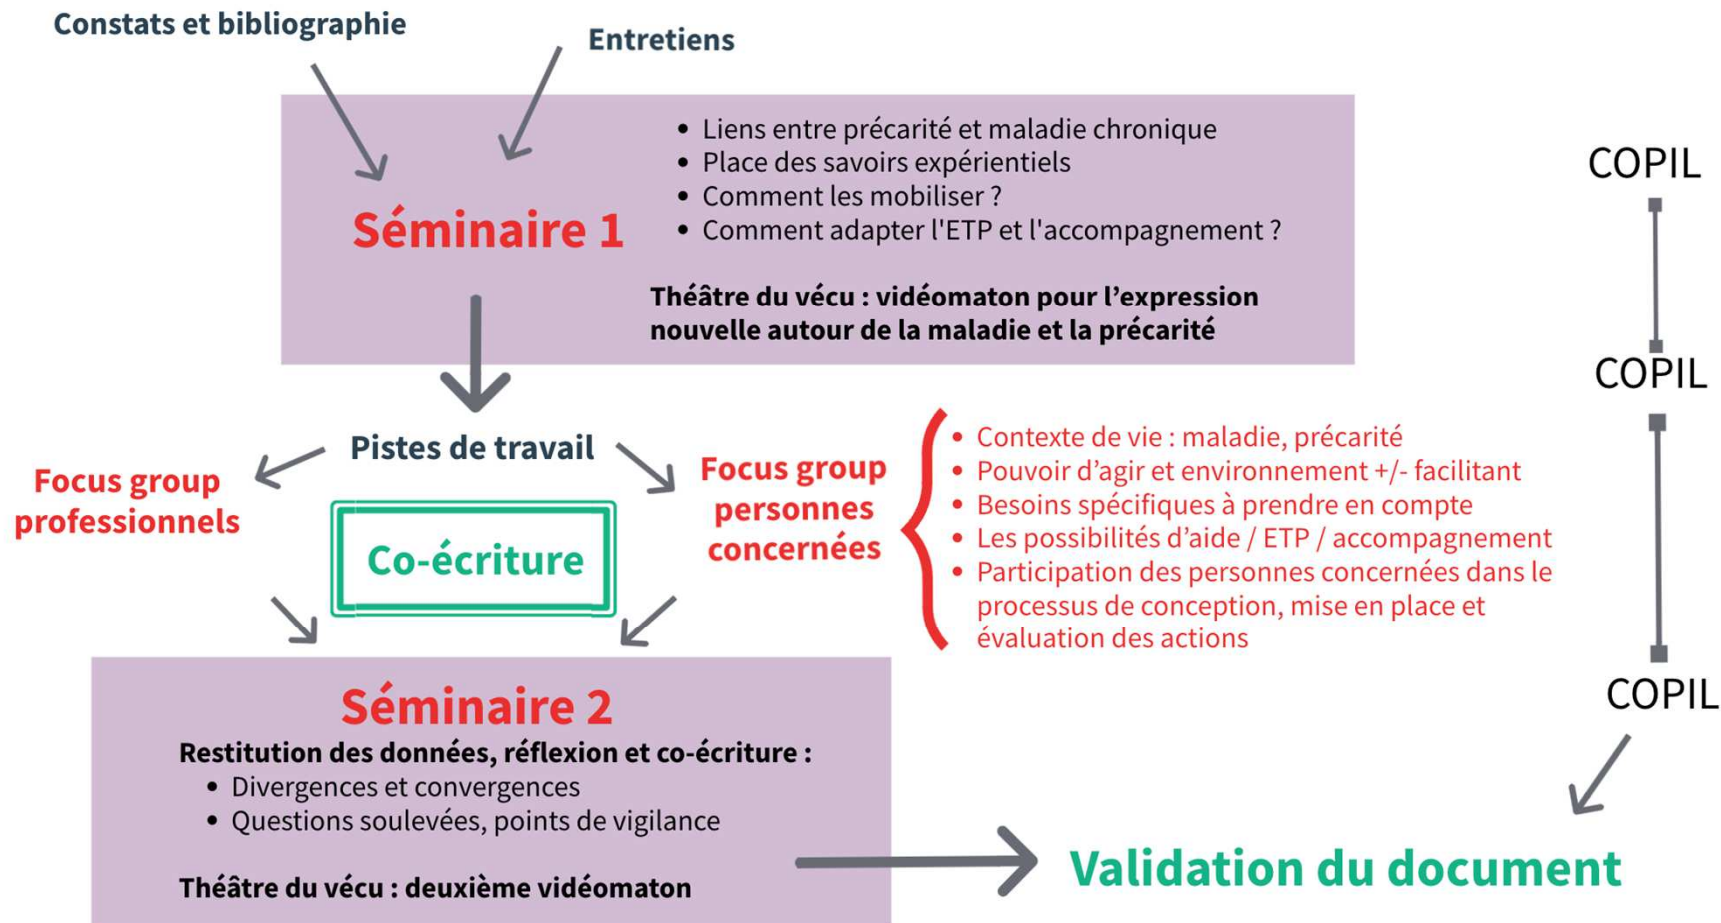 Constats et bibliographie
Entretiens
Séminaire 1
• Liens entre précarité et maladie chronique
• Place des savoirs expérientiels
• Comment les mobiliser ?
• Comment adapter l'ETP et l'accompagnement ?
Théâtre du vécu : vidéomaton pour l’expression
nouvelle autour de la maladie et la précarité
COPIL
COPIL
COPIL
Pistes de travail
Focus group
professionnels
Co-écriture
Focus group
personnes
concernées
• Contexte de vie : maladie, précarité
• Pouvoir d’agir et environnement +/- facilitant
• Besoins spécifiques à prendre en compte
• Les possibilités d’aide / ETP / accompagnement
• Participation des personnes concernées dans le
processus de conception, mise en place et
évaluation des actions
Séminaire 2
Restitution des données, réflexion et co-écriture :
• Divergences et convergences
• Questions soulevées, points de vigilance
Théâtre du vécu : deuxième vidéomaton
Validation du document